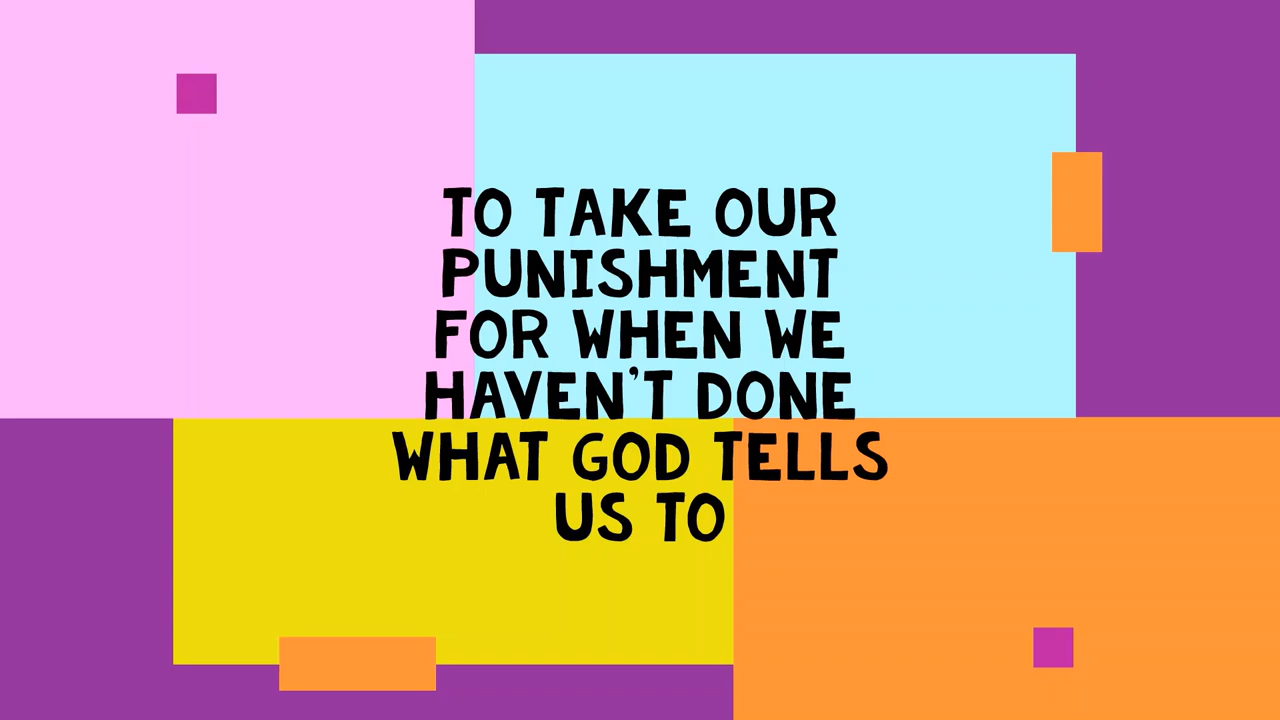 TO TAKE OUR
PUNISHMENT
FOR WHEN WE
HAVEN'T DONE
WHAT GOD TELLS
US TO